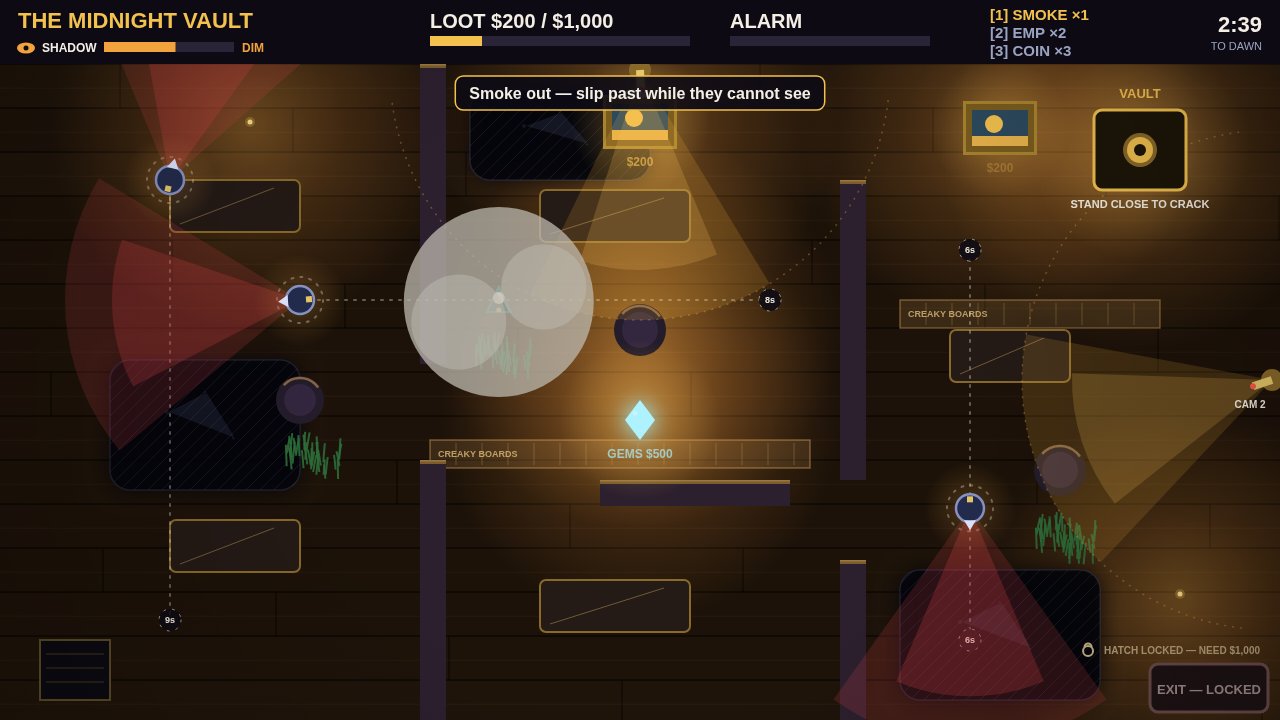 THE MIDNIGHT VAULT
SHADOW
DIM
LOOT $200 / $1,000
ALARM
[1] SMOKE ×1
[2] EMP ×2
[3] COIN ×3
2:39
TO DAWN
Smoke out — slip past while they cannot see
$200
$200
VAULT
STAND CLOSE TO CRACK
6s
8s
CREAKY BOARDS
CAM 2
CREAKY BOARDS
GEMS $500
9s
6s
HATCH LOCKED — NEED $1,000
EXIT — LOCKED